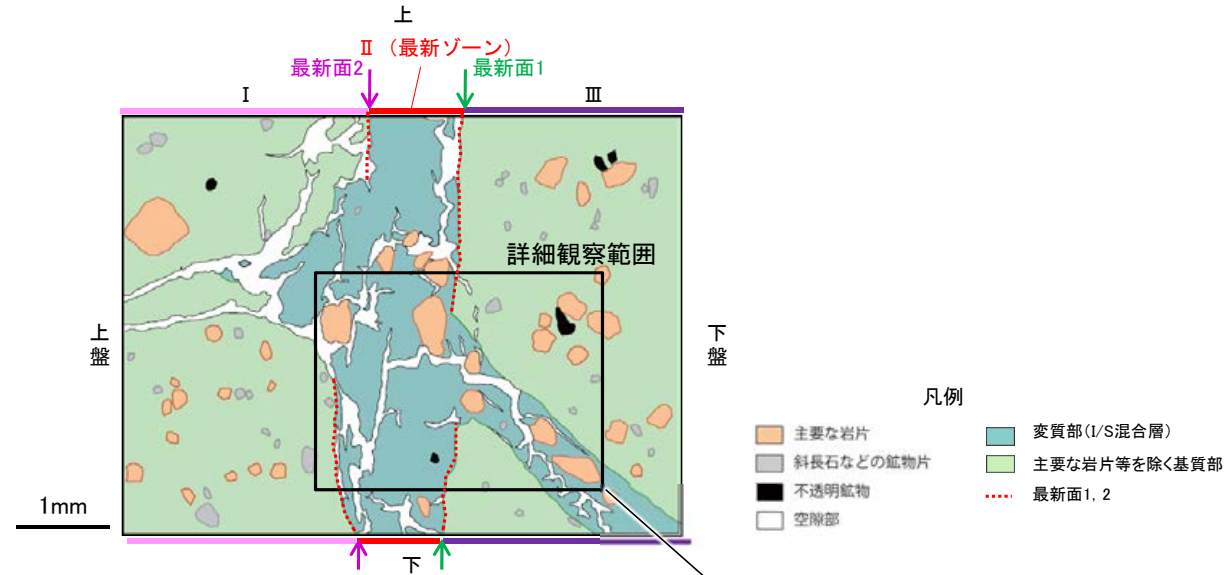 上
Ⅱ (最新ゾーン)
最新面2
最新面1
Ⅰ
Ⅲ
詳細観察範囲
上盤
下盤
1mm
下
凡例
主要な岩片
斜長石などの鉱物片
不透明鉱物
空隙部
変質部(I/S混合層)
主要な岩片等を除く基質部
最新面1, 2